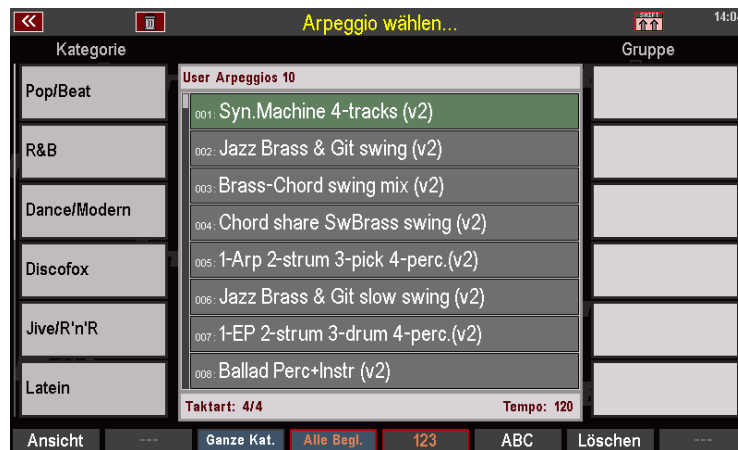 Arpeggio wählen...
SHIFT
Kategorie
Gruppe
Pop/Beat
R&B
Dance/Modern
Discofox
Jive/R'n'R
Latein
User Arpeggios 10
001: Syn.Machine 4-tracks (v2)
002: Jazz Brass & Git swing (v2)
003: Brass-Chord swing mix (v2)
004: Chord share SwBrass swing (v2)
005: 1-Arp 2-strum 3-pick 4-perc.(v2)
006: Jazz Brass & Git slow swing (v2)
007: 1-EP 2-strum 3-drum 4-perc.(v2)
008: Ballad Perc+Instr (v2)
Taktart: 4/4 Tempo: 120
Ansicht --- Ganze Kat. Alle Begl. 123 ABC Löschen ---